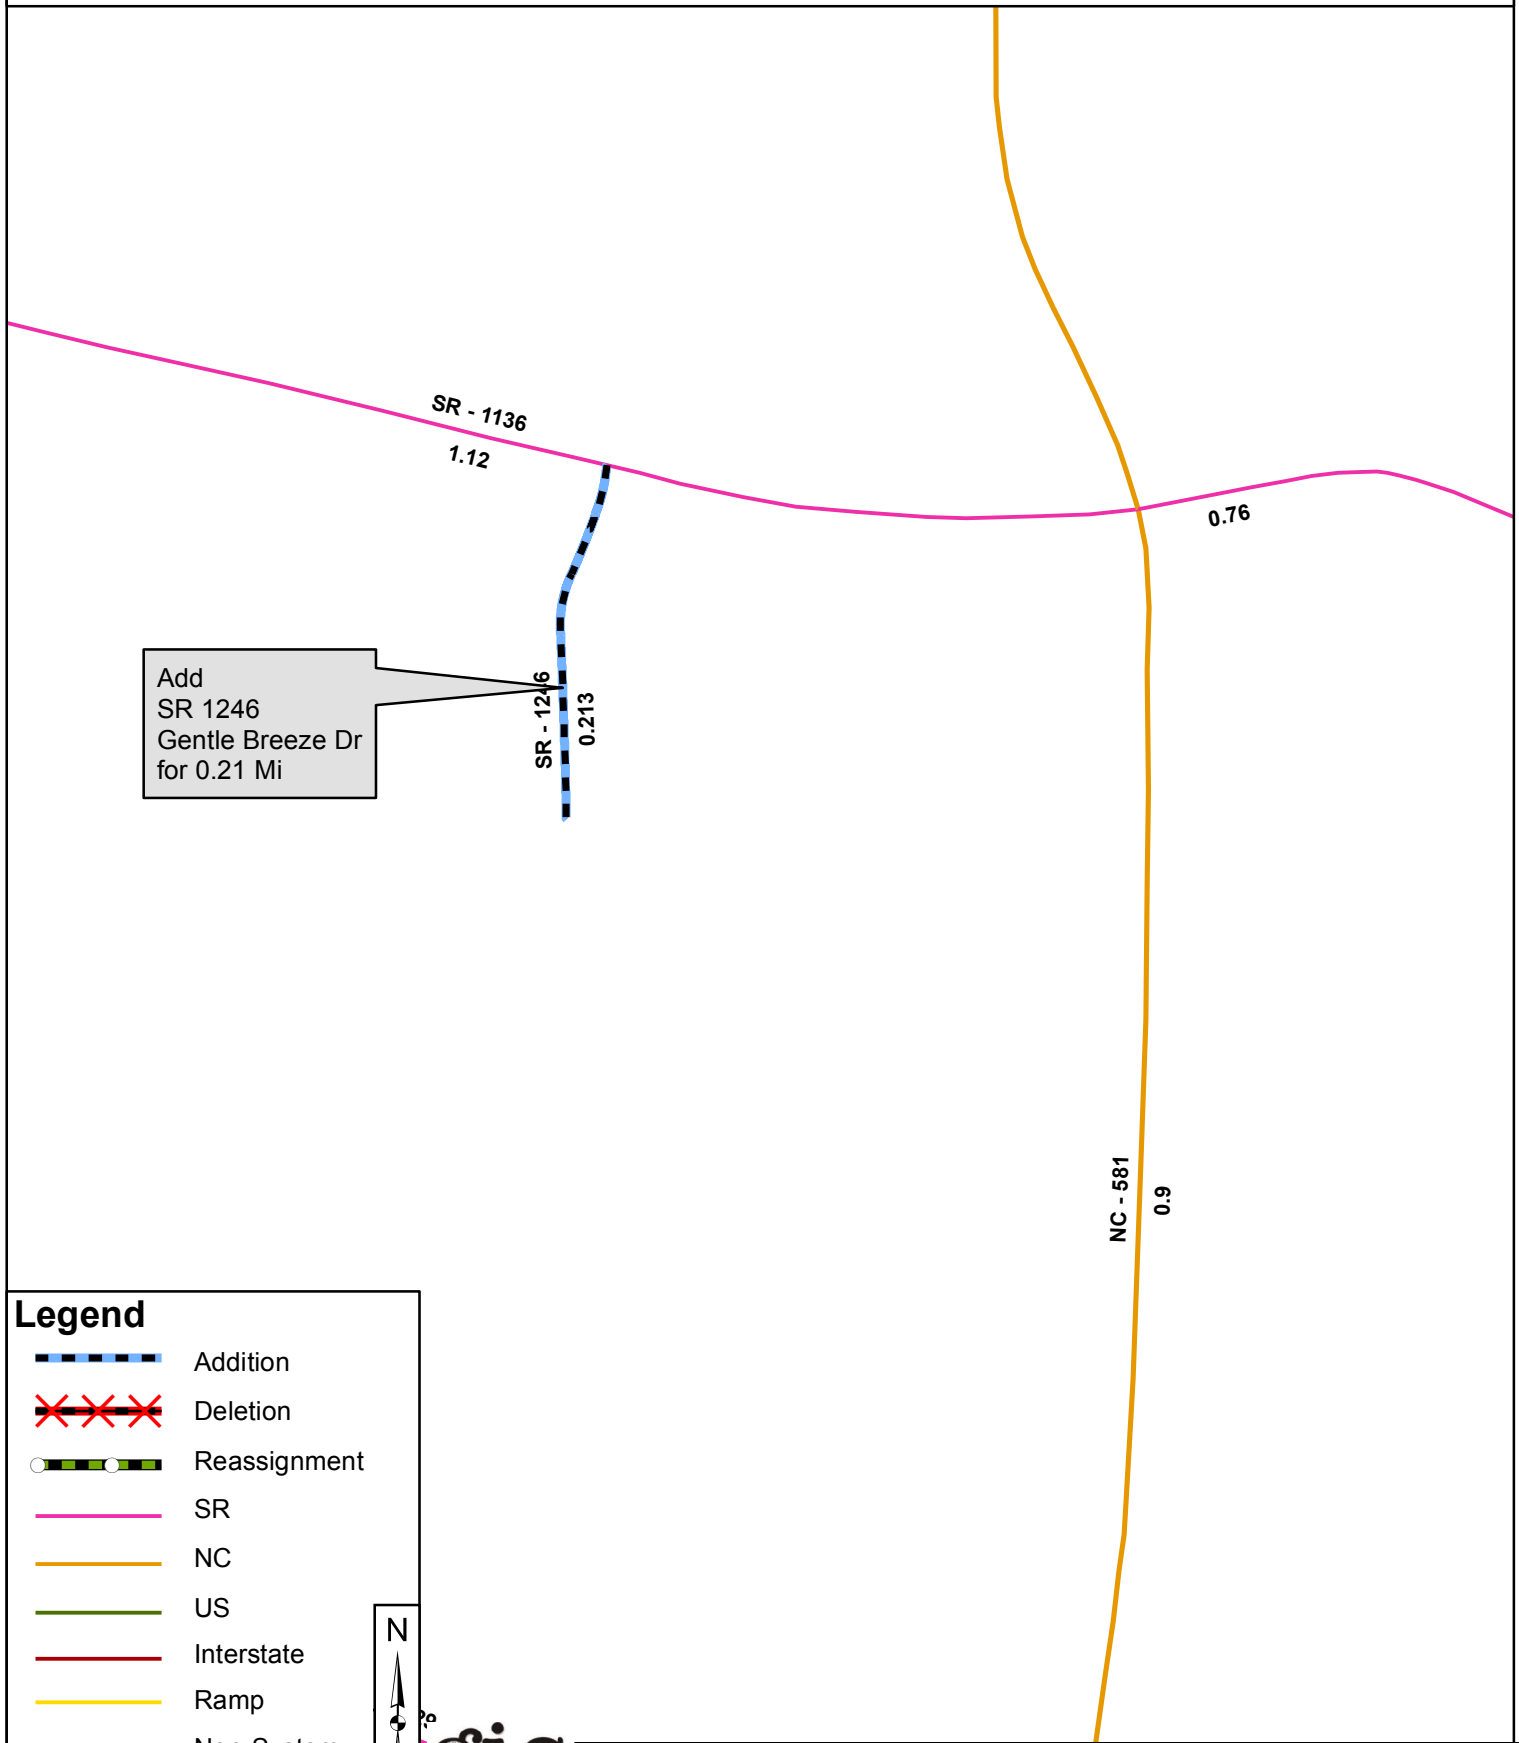 SR - 1136
1.12
0.76
Add
SR 1246
Gentle Breeze Dr
for 0.21 Mi
SR - 1246
0.213
NC - 581
0.9
Legend
Addition
Deletion
Reassignment
SR
NC
US
Interstate
Ramp
N